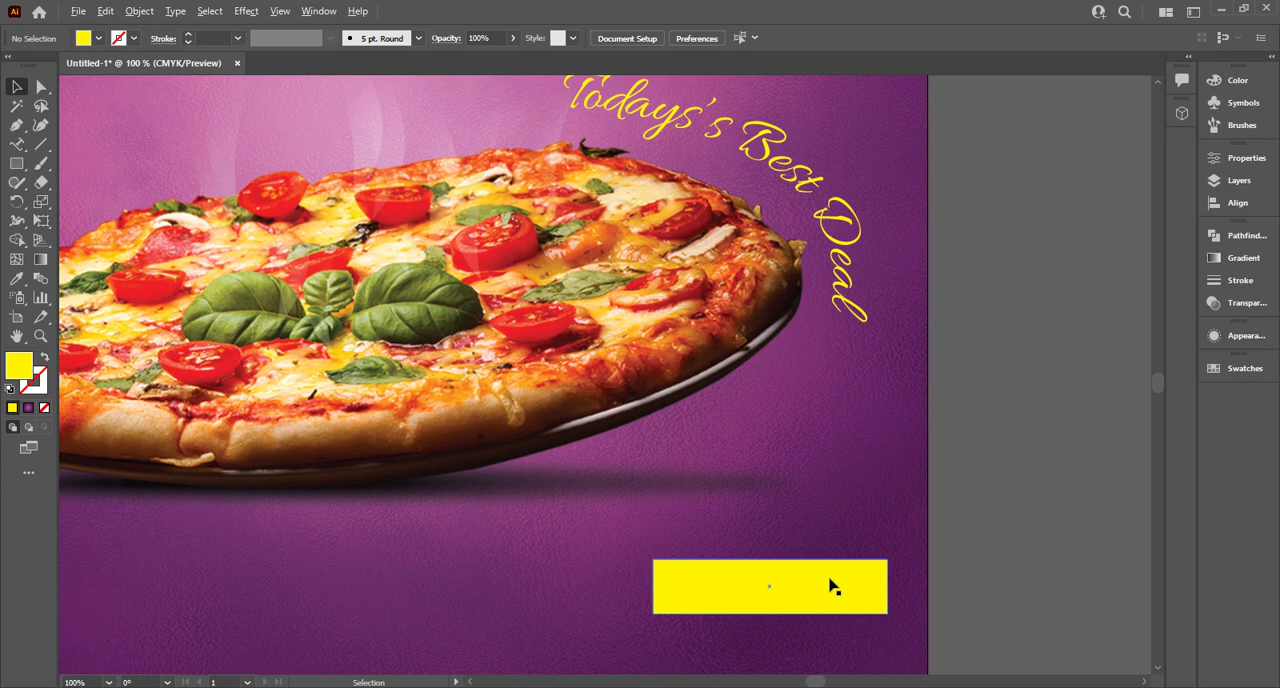 Ai
File Edit Object Type Select Effect View Window Help
No Selection
Stroke:
5 pt. Round
Opacity: 100%
Style:
Document Setup
Preferences
Untitled-1* @ 100 % (CMYK/Preview)
Todays's Best Deal
Color
Symbols
Brushes
Properties
Layers
Align
Pathfind...
Gradient
Stroke
Transpar...
Appeara...
Swatches
100% 0° 1 Selection